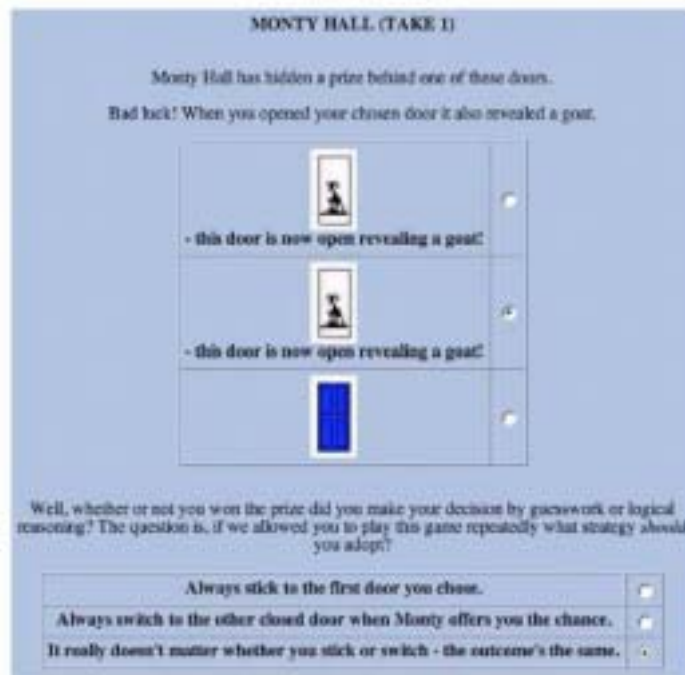 MONTY HALL (TAKE 1)
Monty Hall has hidden a prize behind one of these doors.
Bad luck! When you opened your chosen door it also revealed a goat.
- this door is now open revealing a goat!
- this door is now open revealing a goat!
Well, whether or not you won the prize did you make your decision by guesswork or logical
reasoning? The question is, if we allowed you to play this game repeatedly what strategy should
you adopt?
Always stick to the first door you chose.
Always switch to the other closed door when Monty offers you the chance.
It really doesn't matter whether you stick or switch - the outcome's the same.